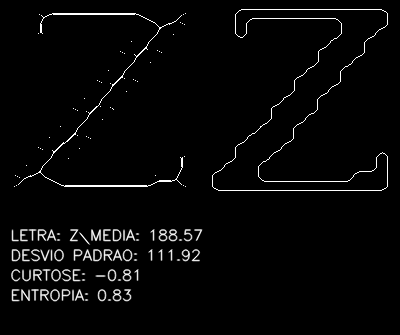 Z Z
LETRA: Z\MEDIA: 188.57
DESVIO PADRAO: 111.92
CURTOSE: -0.81
ENTROPIA: 0.83